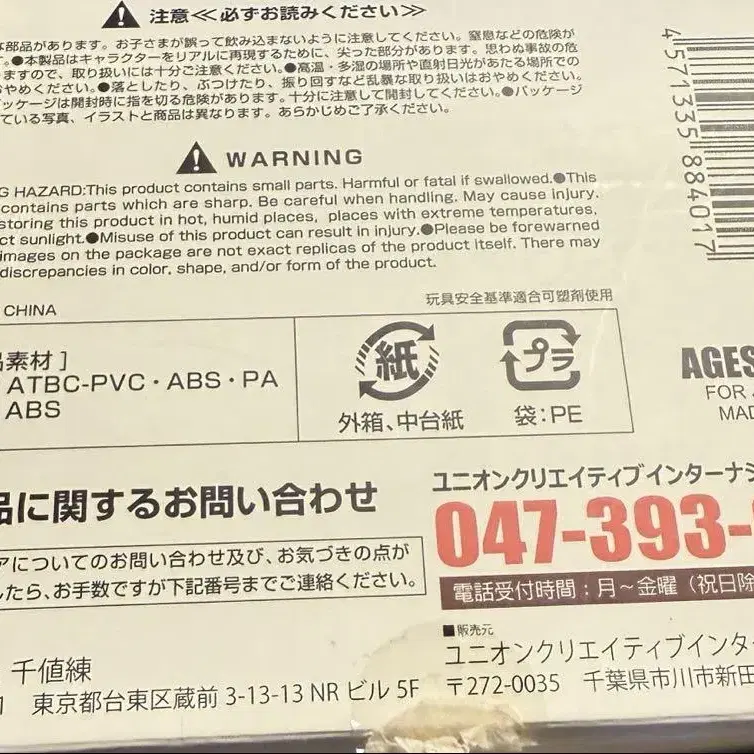 注意≪必ずお読みください≫
な部品があります。お子さまが誤って飲み込まないように注意してください。窒息などの危険が
。●本製品はキャラクターをリアルに再現するために、尖った部分があります。思わぬ事故の危
ますので、取り扱いには十分ご注意ください。●高温・多湿の場所や直射日光があたる場所での
おやめください。●落としたり、ぶつけたり、振り回すなど乱暴な取り扱いはおやめください。
パッケージは開封時に指を切る危険があります。十分に注意して開封してください。●パッケージ
ている写真、イラストと商品は異なります。あらかじめご了承ください。
4571335884017
WARNING
G HAZARD:This product contains small parts. Harmful or fatal if swallowed.●This
contains parts which are sharp. Be careful when handling. May cause injury.
storing this product in hot, humid places, places with extreme temperatures,
ct sunlight.●Misuse of this product can result in injury.●Please be forewarned
images on the package are not exact replicas of the product itself. There may
discrepancies in color, shape, and/or form of the product.
CHINA
玩具安全基準適合可塑剤使用
品素材］
ATBC-PVC・ABS・PA
ABS
紙
外箱、中台紙
プラ
袋：PE
AGES
FOR
MAD
品に関するお問い合わせ
アについてのお問い合わせ及び、お気づきの点が
したら、お手数ですが下記番号までご連絡ください。
ユニオンクリエイティブインターナシ
047-393-
電話受付時間：月～金曜（祝日除
千値練
東京都台東区蔵前 3-13-13 NR ビル 5F
■販売元
ユニオンクリエイティブインタ
〒272-0035 千葉県市川市新田